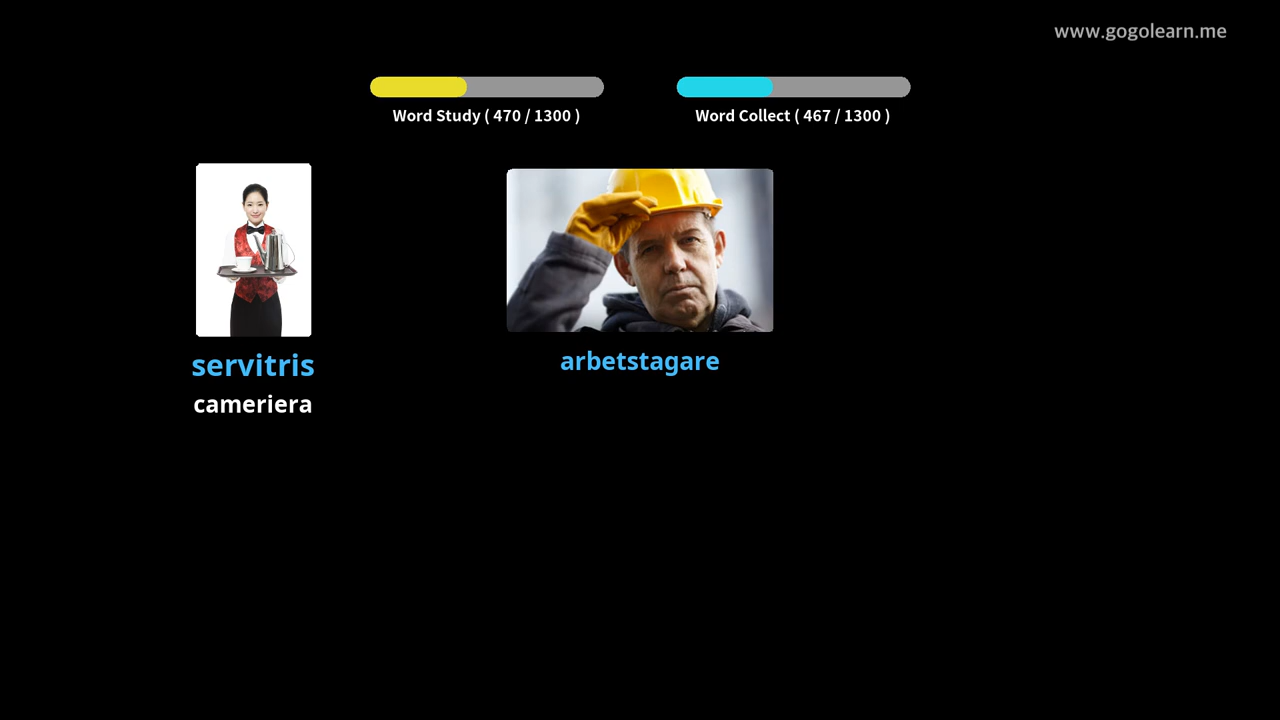 www.gogolearn.me
Word Study ( 470 / 1300 )
Word Collect ( 467 / 1300 )
servitris
cameriera
arbetstagare